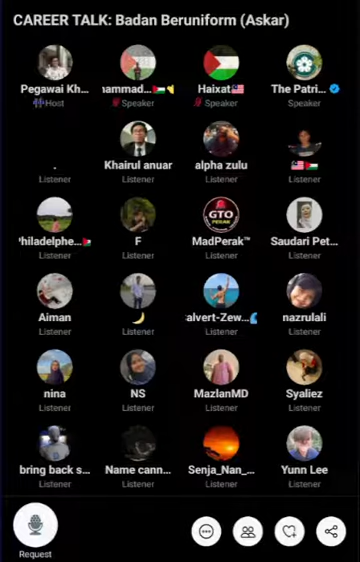 CAREER TALK: Badan Beruniform (Askar)
Pegawai Kh... ıammad...🇵🇸 Haixat🇲🇾 The Patri...
Host Speaker Speaker Speaker
. Khairul anuar alpha zulu 🇲🇾🇵🇸
Listener Listener Listener Listener
GTO
PERAK
'hiladelphe... F MadPerak™ Saudari Pet...
Listener Listener Listener Listener
Aiman 🌙 alvert-Zew...🌊 nazrulali
Listener Listener Listener Listener
nina NS MazlanMD Syaliez
Listener Listener Listener Listener
bring back s... Name cann... Senja_Nan_... Yunn Lee
Listener Listener Listener Listener
Request